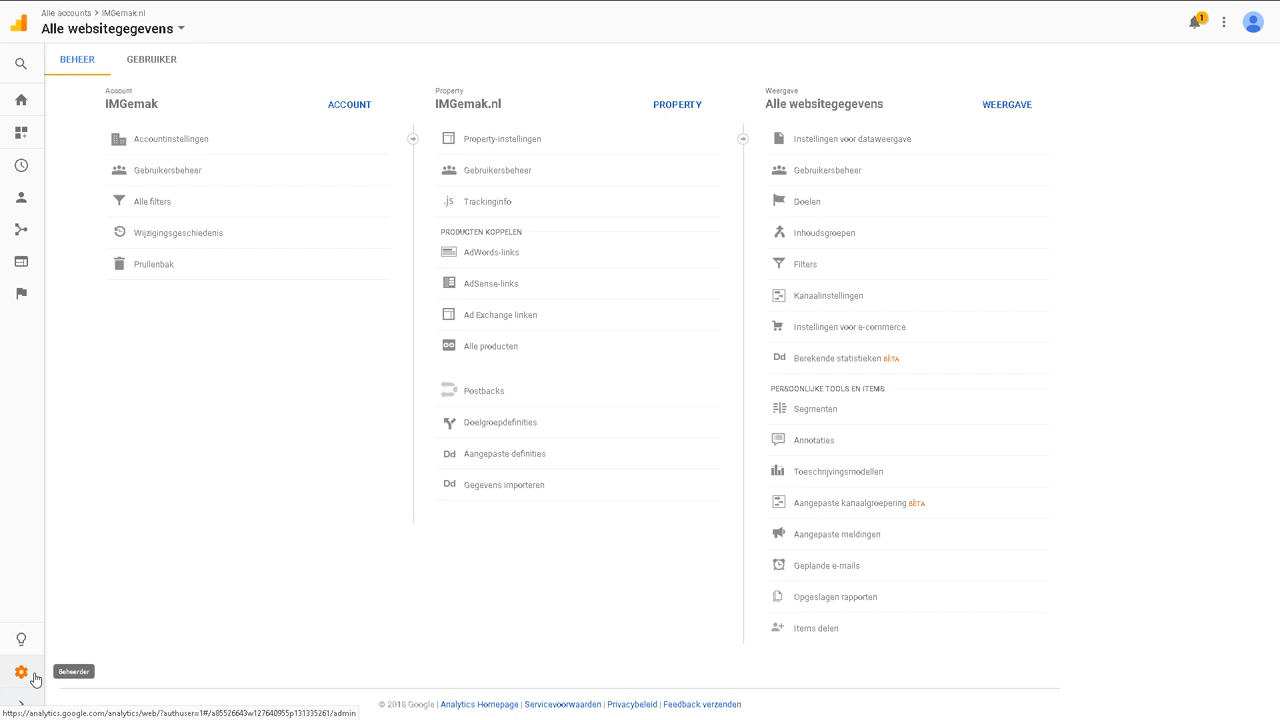 Alle accounts > IMGemak.nl
Alle websitegegevens
1
BEHEER GEBRUIKER
Account
IMGemak ACCOUNT
Accountinstellingen
Gebruikersbeheer
Alle filters
Wijzigingsgeschiedenis
Prullenbak
Property
IMGemak.nl PROPERTY
Property-instellingen
Gebruikersbeheer
.js Trackinginfo
PRODUCTEN KOPPELEN
AdWords-links
AdSense-links
Ad Exchange linken
Alle producten
Postbacks
Doelgroepdefinities
Dd Aangepaste definities
Dd Gegevens importeren
Weergave
Alle websitegegevens WEERGAVE
Instellingen voor dataweergave
Gebruikersbeheer
Doelen
Inhoudsgroepen
Filters
Kanaalinstellingen
Instellingen voor e-commerce
Dd Berekende statistieken BÈTA
PERSOONLIJKE TOOLS EN ITEMS
Segmenten
Annotaties
Toeschrijvingsmodellen
Aangepaste kanaalgroepering BÈTA
Aangepaste meldingen
Geplande e-mails
Opgeslagen rapporten
Items delen
Beheerder
© 2018 Google | Analytics Homepage | Servicevoorwaarden | Privacybeleid | Feedback verzenden
https://analytics.google.com/analytics/web/?authuser=1#/a85526643w127640955p131335261/admin